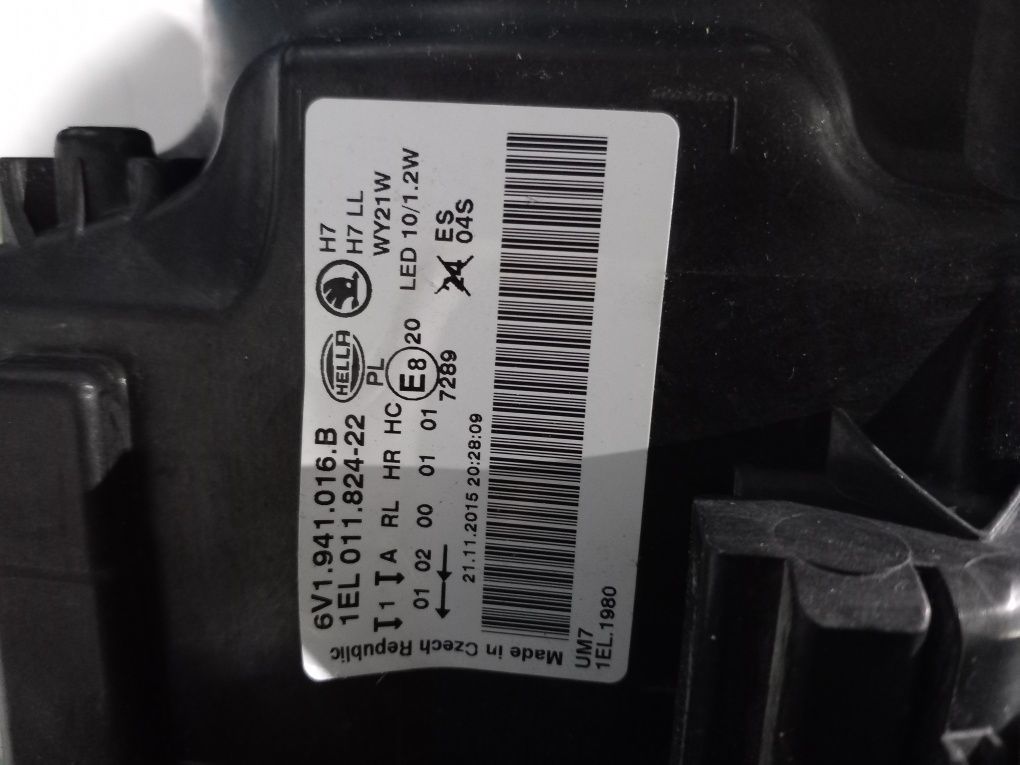 6V1.941.016.B
1EL 011.824-22
HELLA
H7
H7 LL
PL
WY21W
1 A RL HR HC
E8 20
LED 10/1.2W
01 02 00 01 01
7289
24 ES
04S
21.11.2015 20:28:09
UM7
1EL.1980
Made in Czech Republic